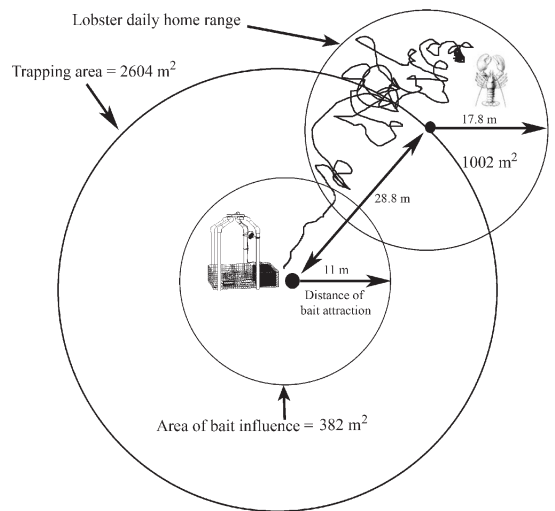 Lobster daily home range
Trapping area = 2604 m²
17.8 m
1002 m²
28.8 m
11 m
Distance of
bait attraction
Area of bait influence = 382 m²